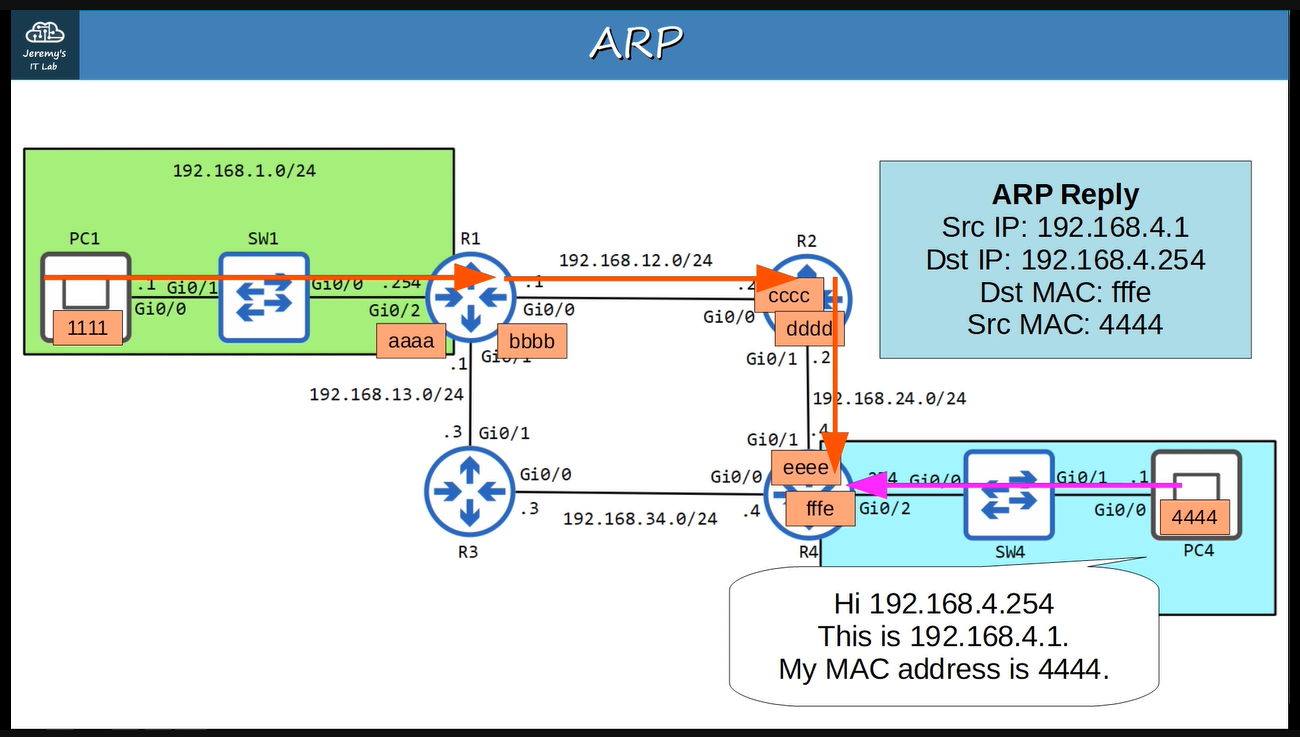 Jeremy's
IT Lab
ARP
192.168.1.0/24
PC1
SW1
R1
R2
192.168.12.0/24
ARP Reply
Src IP: 192.168.4.1
Dst IP: 192.168.4.254
Dst MAC: fffe
Src MAC: 4444
.1
Gi0/1
Gi0/0
.254
.1
.2
Gi0/0
Gi0/2
Gi0/0
Gi0/0
1111
aaaa
bbbb
cccc
dddd
.1
Gi0/1
Gi0/1
.2
192.168.13.0/24
192.168.24.0/24
.3
Gi0/1
Gi0/1
.4
Gi0/0
Gi0/0
eeee
.254
Gi0/0
Gi0/1
.1
.3
192.168.34.0/24
.4
fffe
Gi0/2
Gi0/0
4444
R3
R4
SW4
PC4
Hi 192.168.4.254
This is 192.168.4.1.
My MAC address is 4444.